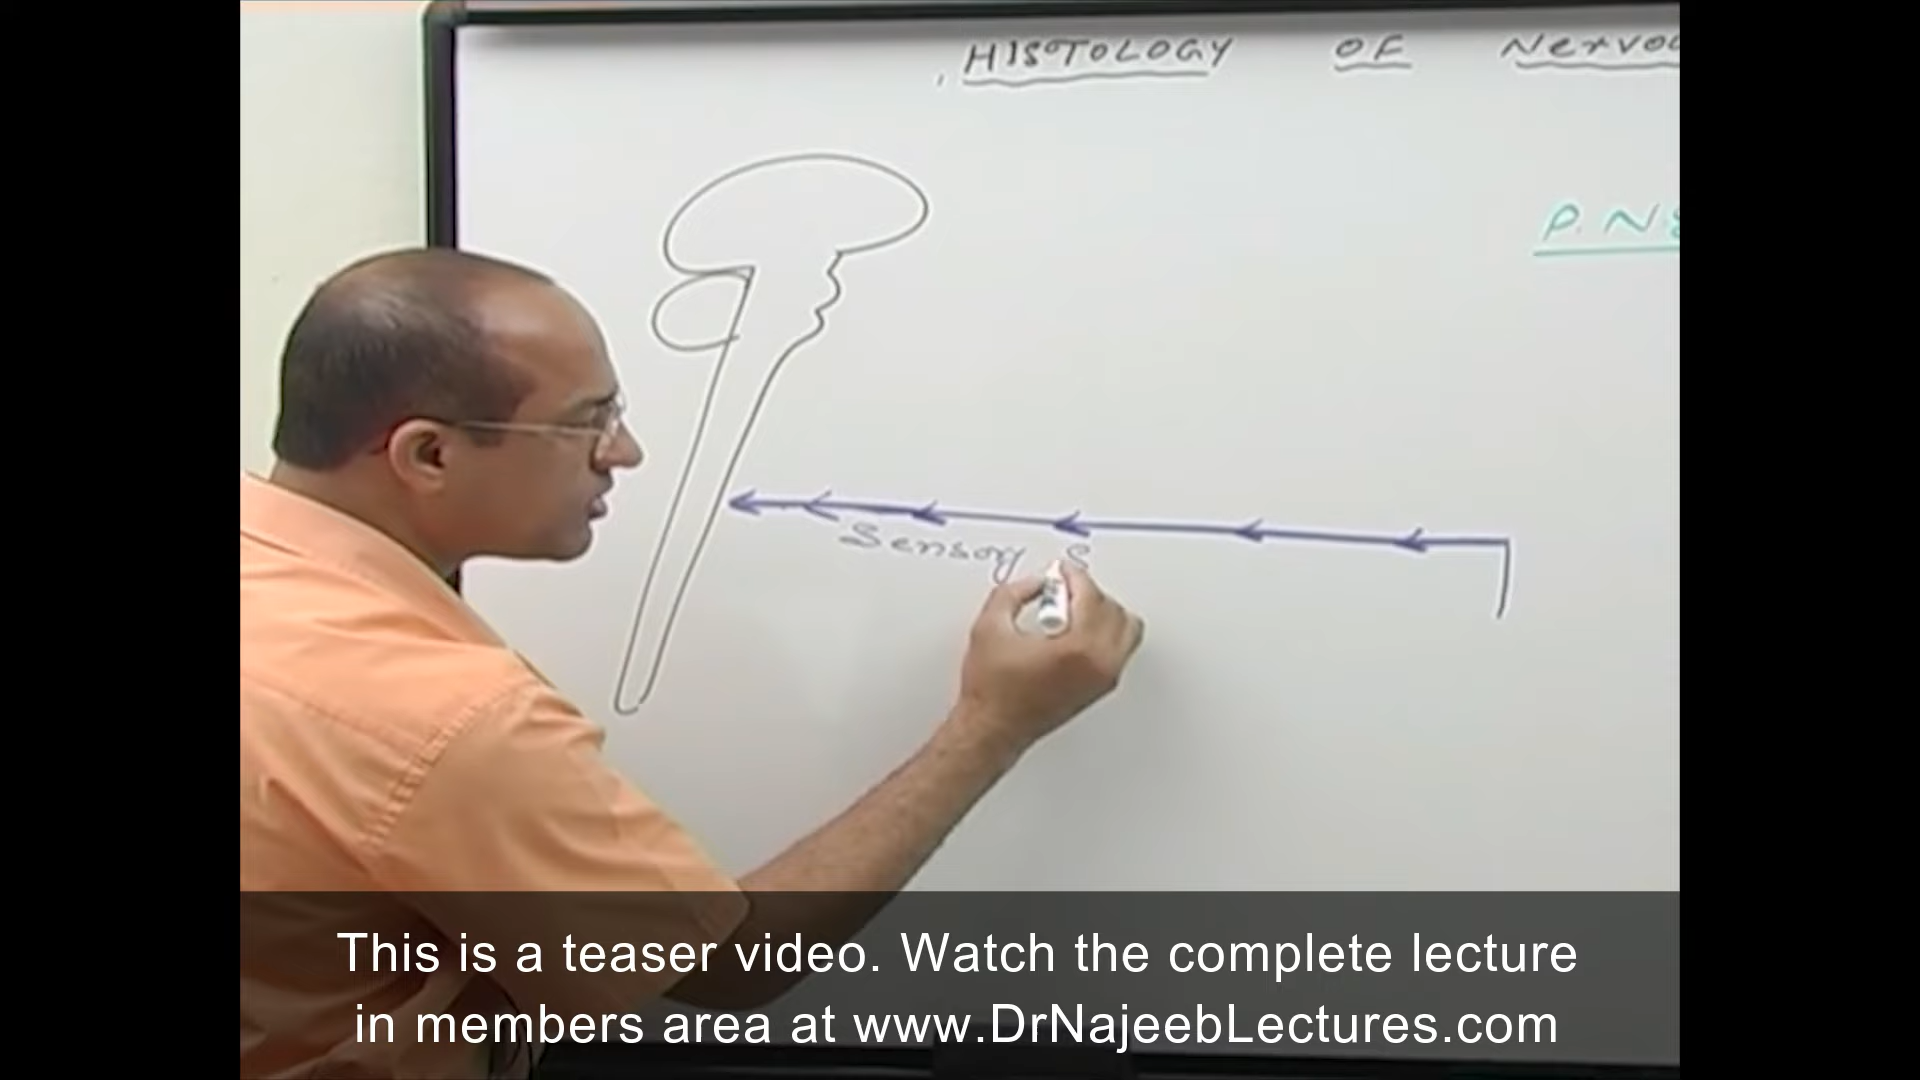 HISTOLOGY OF Nervou
P. N. S
Sensory S
This is a teaser video. Watch the complete lecture
in members area at www.DrNajeebLectures.com